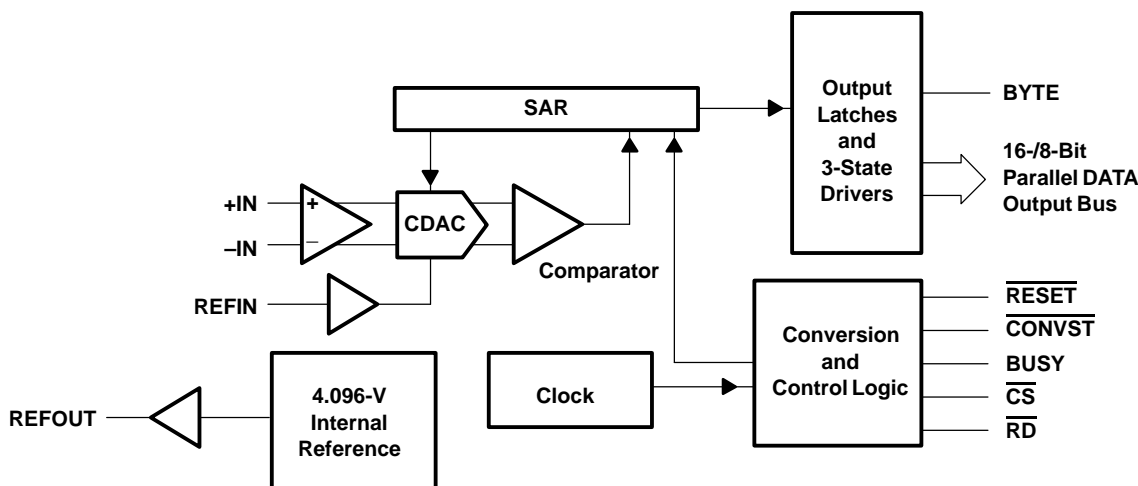 SAR
Output
Latches
and
3-State
Drivers
BYTE
16-/8-Bit
Parallel DATA
Output Bus
+IN
+
−IN
−
CDAC
Comparator
REFIN
4.096-V
Internal
Reference
REFOUT
Clock
Conversion
and
Control Logic
RESET
CONVST
BUSY
CS
RD